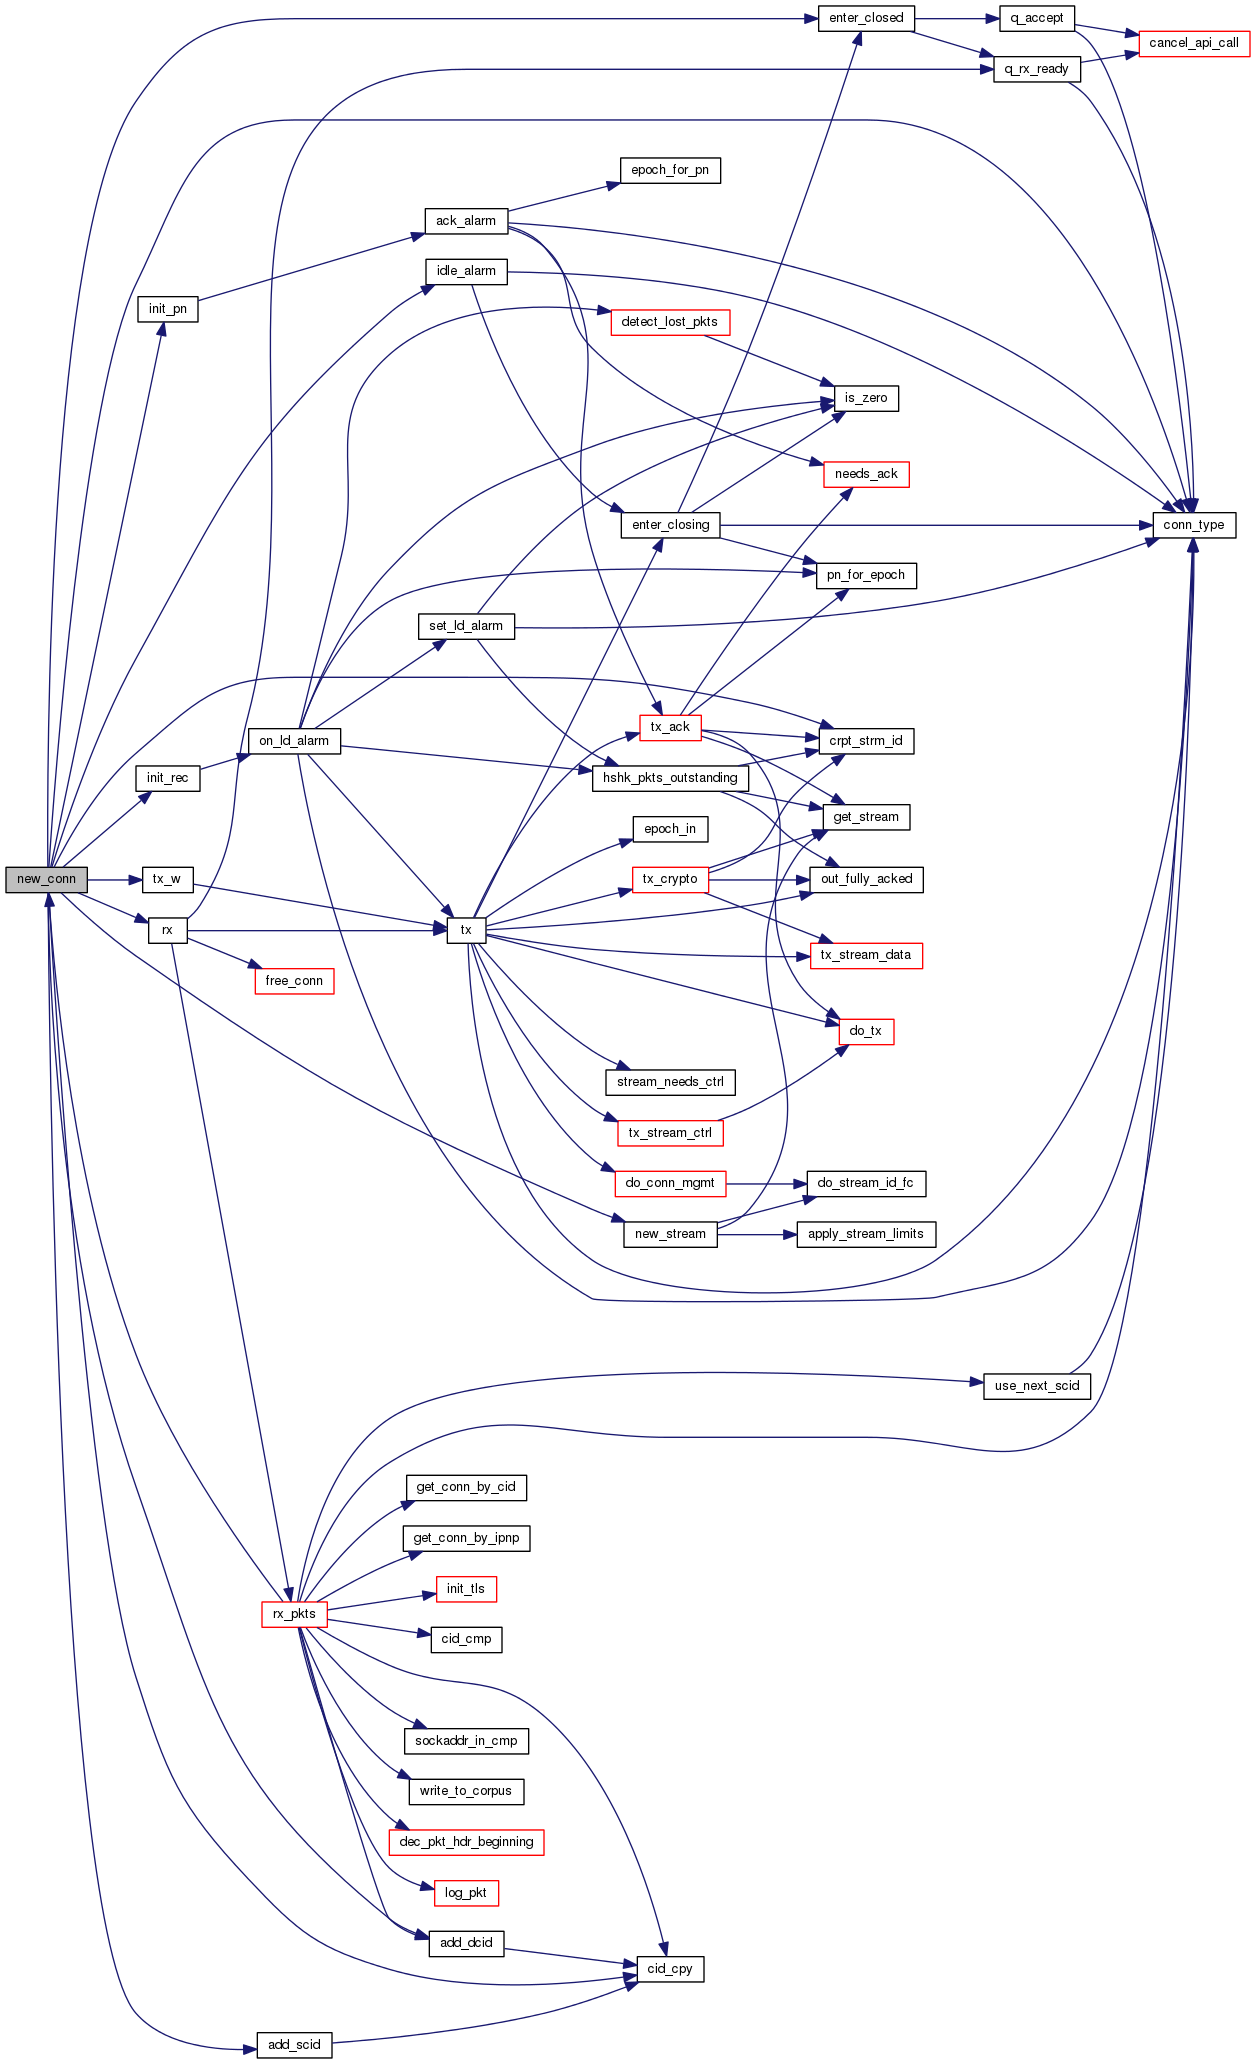 enter_closed
q_accept
cancel_api_call
q_rx_ready
epoch_for_pn
ack_alarm
idle_alarm
init_pn
detect_lost_pkts
is_zero
needs_ack
enter_closing
conn_type
pn_for_epoch
set_ld_alarm
tx_ack
on_ld_alarm
crpt_strm_id
init_rec
hshk_pkts_outstanding
get_stream
epoch_in
new_conn
tx_w
tx_crypto
out_fully_acked
rx
tx
tx_stream_data
free_conn
do_tx
stream_needs_ctrl
tx_stream_ctrl
do_conn_mgmt
do_stream_id_fc
new_stream
apply_stream_limits
use_next_scid
get_conn_by_cid
get_conn_by_ipnp
init_tls
rx_pkts
cid_cmp
sockaddr_in_cmp
write_to_corpus
dec_pkt_hdr_beginning
log_pkt
add_dcid
cid_cpy
add_scid